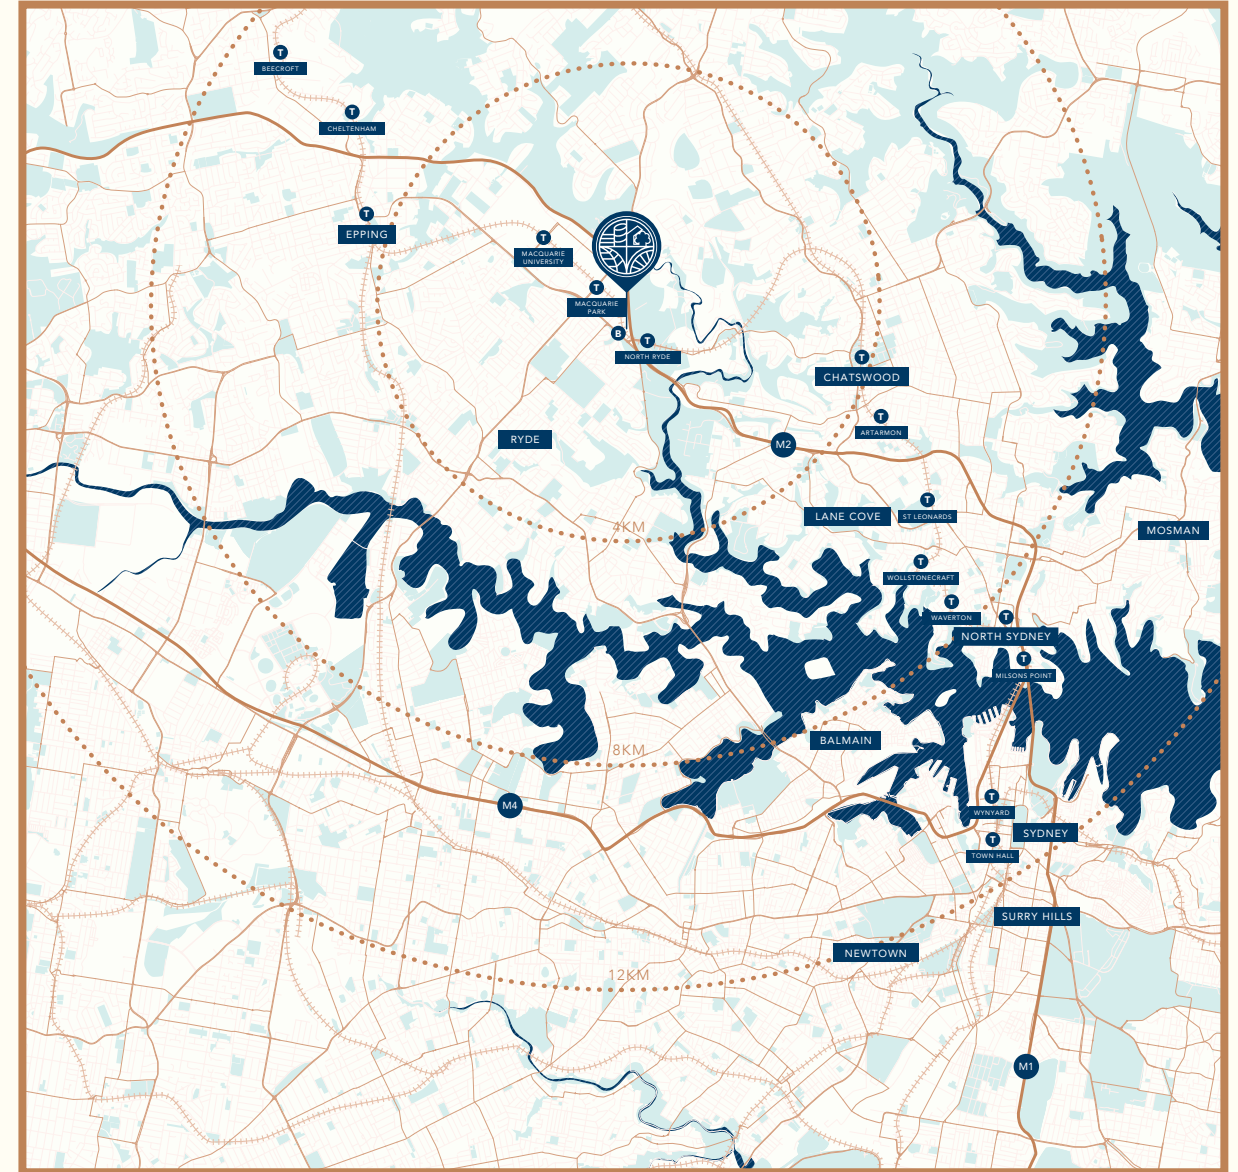 T
BEECROFT
T
CHELTENHAM
T
EPPING
T
MACQUARIE
UNIVERSITY
T
MACQUARIE
PARK
B
T
NORTH RYDE
T
CHATSWOOD
T
ARTARMON
RYDE
M2
T
LANE COVE
ST LEONARDS
4KM
MOSMAN
T
WOLLSTONECRAFT
T
WAVERTON
T
NORTH SYDNEY
T
MILSONS POINT
BALMAIN
8KM
M4
T
WYNYARD
SYDNEY
T
TOWN HALL
SURRY HILLS
NEWTOWN
12KM
M1